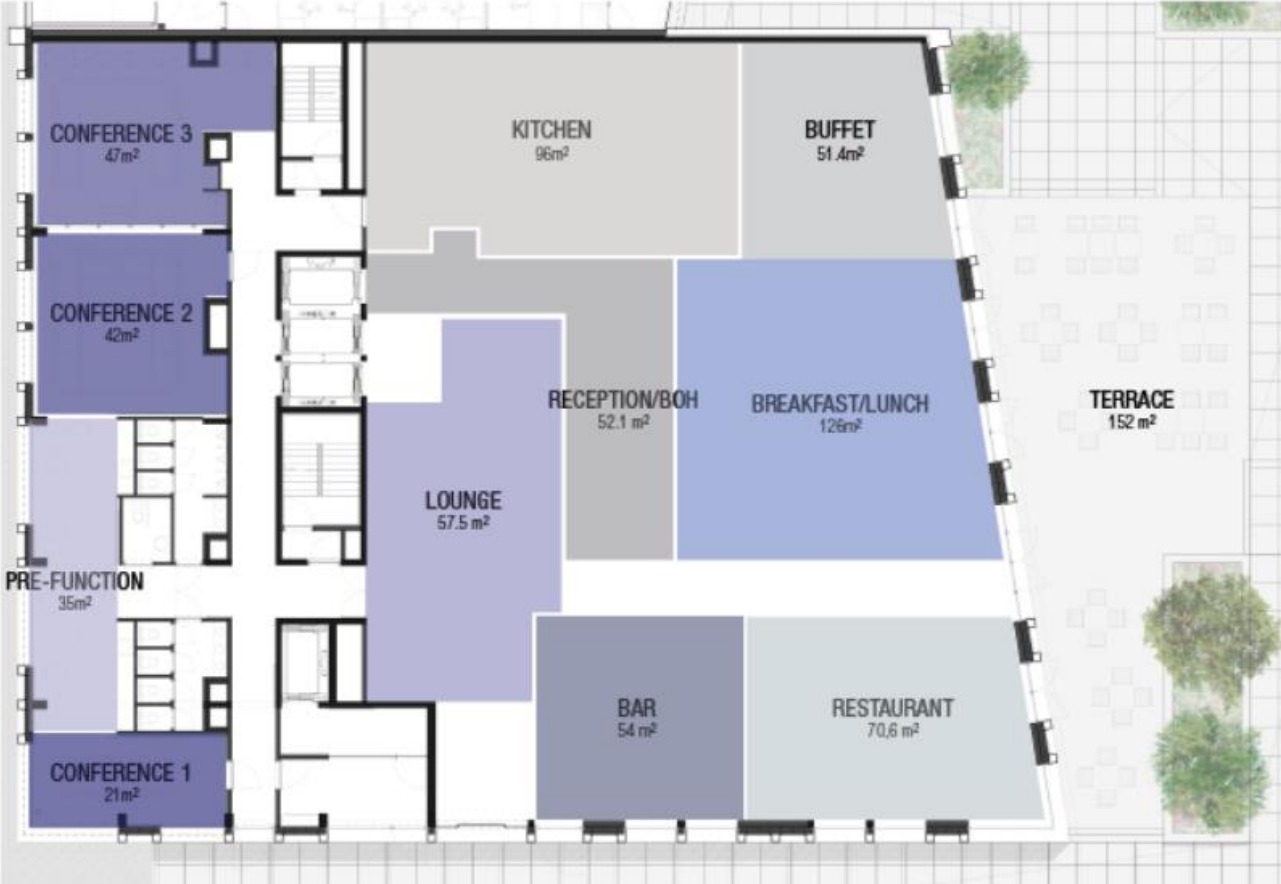 CONFERENCE 3
47m²
KITCHEN
96m²
BUFFET
51.4m²
CONFERENCE 2
42m²
RECEPTION/BOH
52.1 m²
BREAKFAST/LUNCH
126m²
TERRACE
152 m²
LOUNGE
57.5 m²
PRE-FUNCTION
35m²
BAR
54 m²
RESTAURANT
70,6 m²
CONFERENCE 1
21m²